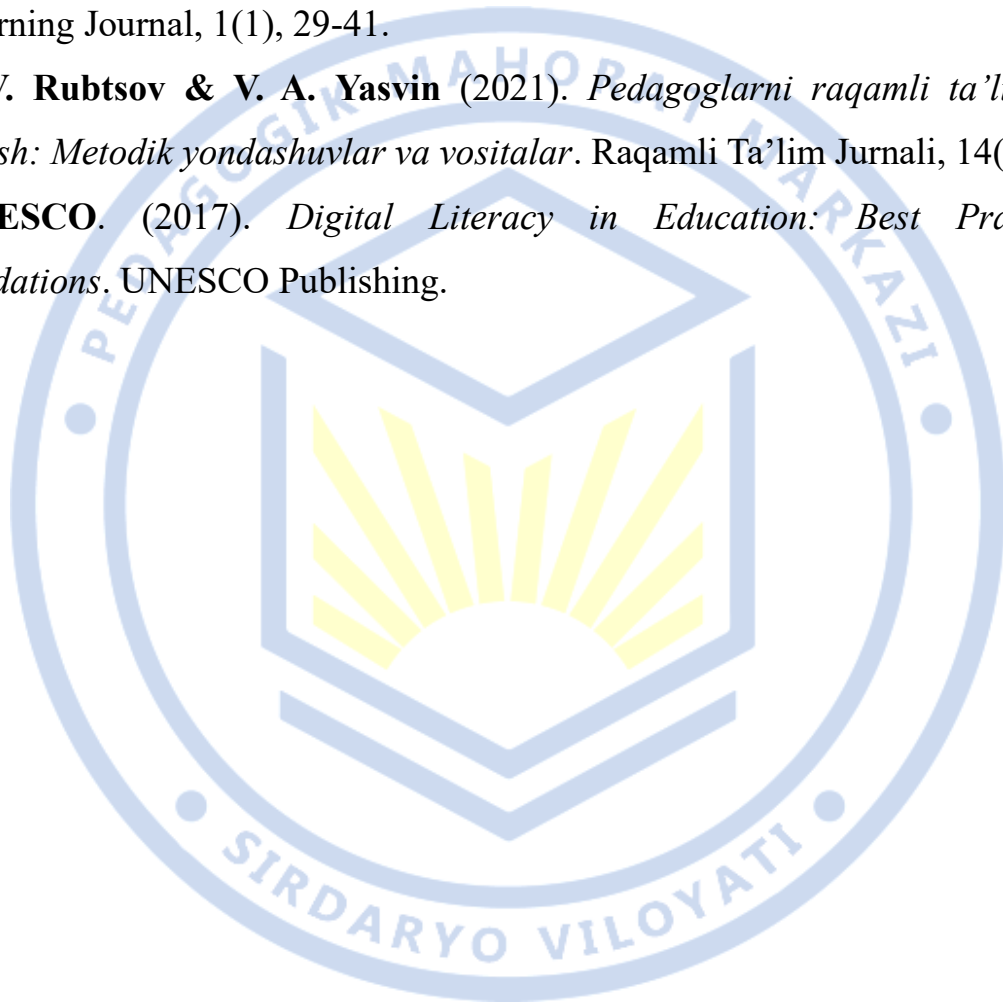 rning Journal, 1(1), 29-41.
V. Rubtsov & V. A. Yasvin (2021). Pedagoglarni raqamli ta’li
sh: Metodik yondashuvlar va vositalar. Raqamli Ta’lim Jurnali, 14(
ESCO. (2017). Digital Literacy in Education: Best Pra
dations. UNESCO Publishing.
PEDAGOGIK MAHORAT MARKAZI
SIRDARYO VILOYATI